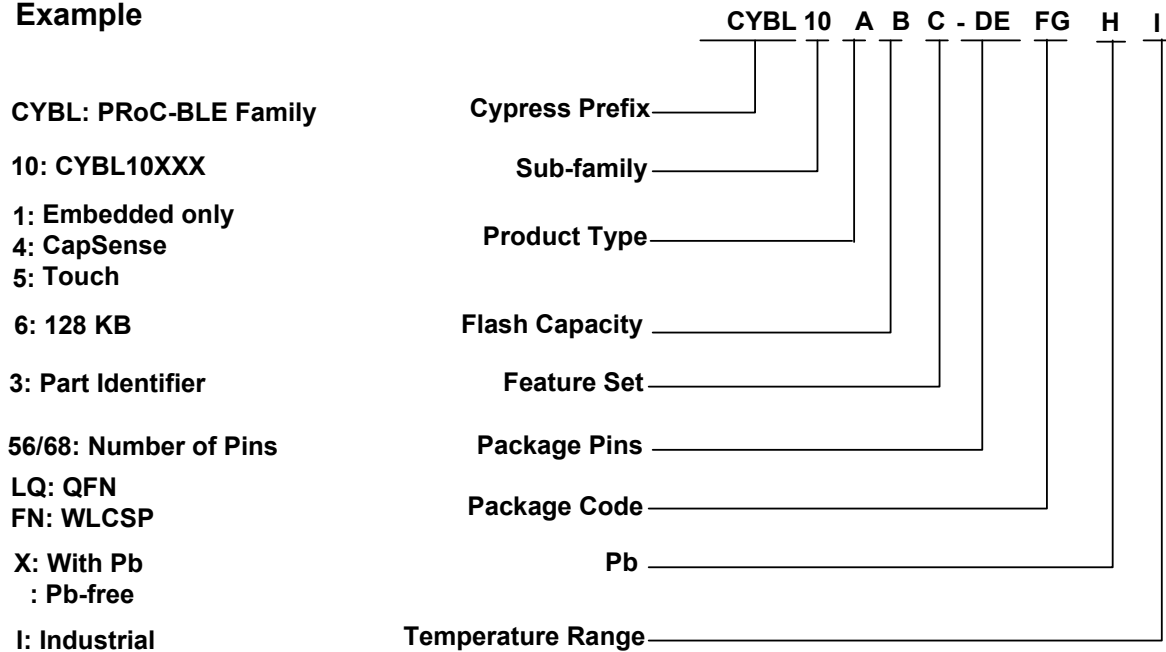 Example CYBL 10 A B C - DE FG H I
CYBL: PRoC-BLE Family Cypress Prefix
10: CYBL10XXX Sub-family
1: Embedded only
4: CapSense
5: Touch
Product Type
6: 128 KB Flash Capacity
3: Part Identifier Feature Set
56/68: Number of Pins Package Pins
LQ: QFN
FN: WLCSP
Package Code
X: With Pb
: Pb-free
Pb
I: Industrial Temperature Range